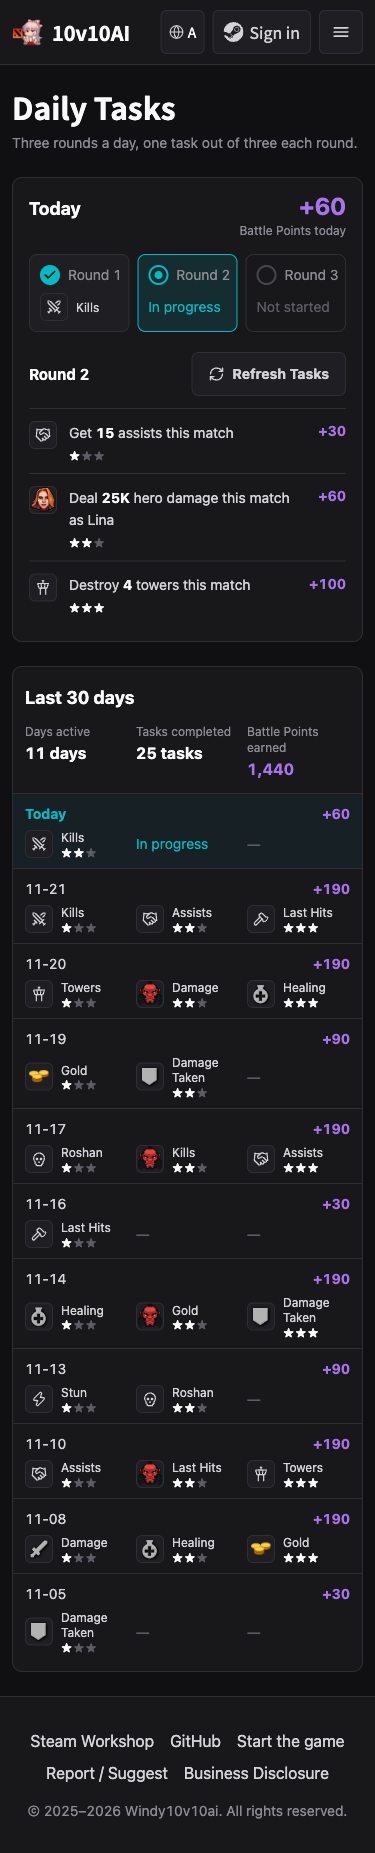 10v10AI
A
Sign in
Daily Tasks
Three rounds a day, one task out of three each round.
Today
+60
Battle Points today
Round 1
Kills
Round 2
In progress
Round 3
Not started
Round 2
Refresh Tasks
Get 15 assists this match
+30
Deal 25K hero damage this match
as Lina
+60
Destroy 4 towers this match
+100
Last 30 days
Days active
11 days
Tasks completed
25 tasks
Battle Points
earned
1,440
Today
+60
Kills
In progress
—
11-21
+190
Kills
Assists
Last Hits
11-20
+190
Towers
Damage
Healing
11-19
+90
Gold
Damage
Taken
—
11-17
+190
Roshan
Kills
Assists
11-16
+30
Last Hits
—
—
11-14
+190
Healing
Gold
Damage
Taken
11-13
+90
Stun
Roshan
—
11-10
+190
Assists
Last Hits
Towers
11-08
+190
Damage
Healing
Gold
11-05
+30
Damage
Taken
—
—
Steam Workshop GitHub Start the game
Report / Suggest Business Disclosure
© 2025–2026 Windy10v10ai. All rights reserved.